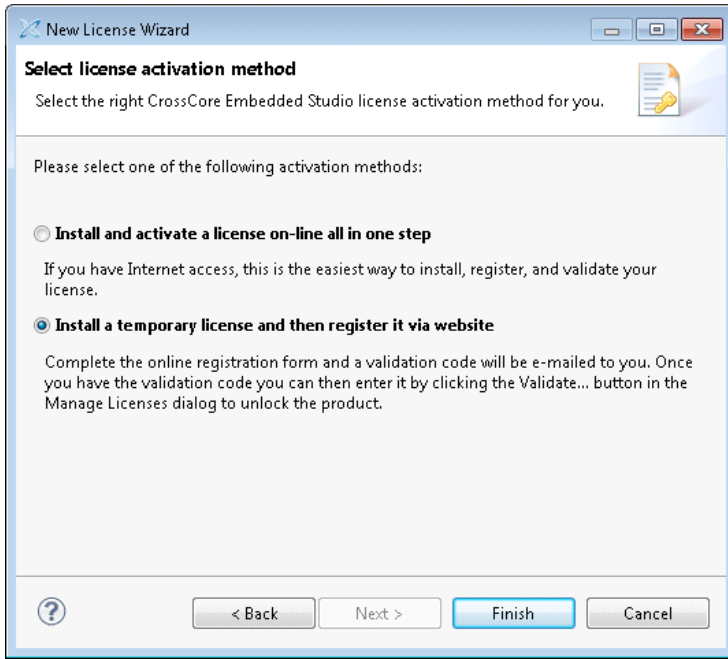 New License Wizard
Select license activation method
Select the right CrossCore Embedded Studio license activation method for you.
Please select one of the following activation methods:
Install and activate a license on-line all in one step
If you have Internet access, this is the easiest way to install, register, and validate your
license.
Install a temporary license and then register it via website
Complete the online registration form and a validation code will be e-mailed to you. Once
you have the validation code you can then enter it by clicking the Validate... button in the
Manage Licenses dialog to unlock the product.
? < Back Next > Finish Cancel